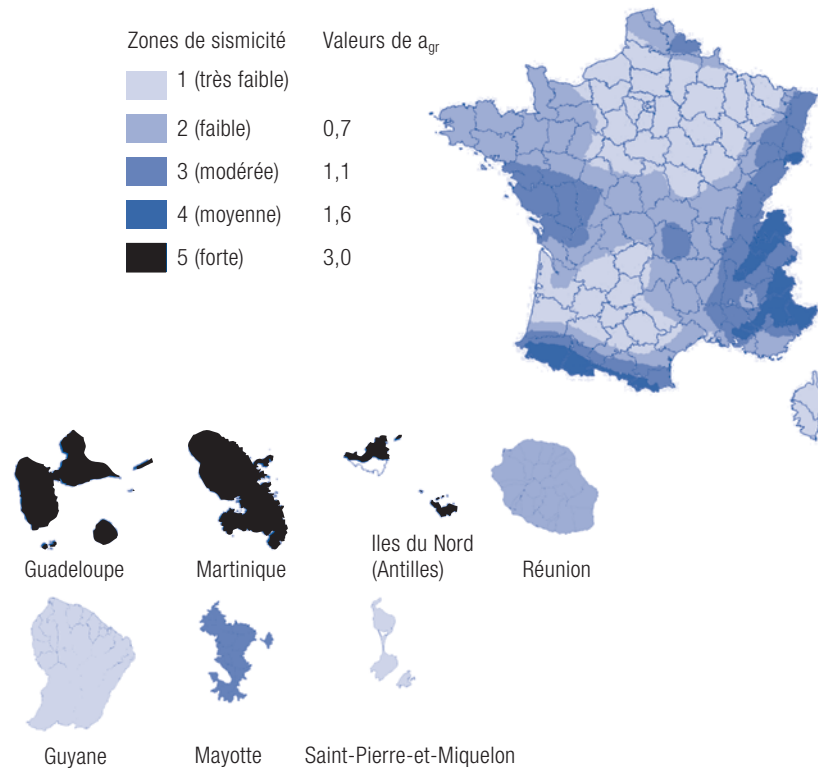 Zones de sismicité Valeurs de agr
1 (très faible)
2 (faible) 0,7
3 (modérée) 1,1
4 (moyenne) 1,6
5 (forte) 3,0
Guadeloupe Martinique Iles du Nord
(Antilles) Réunion
Guyane Mayotte Saint-Pierre-et-Miquelon